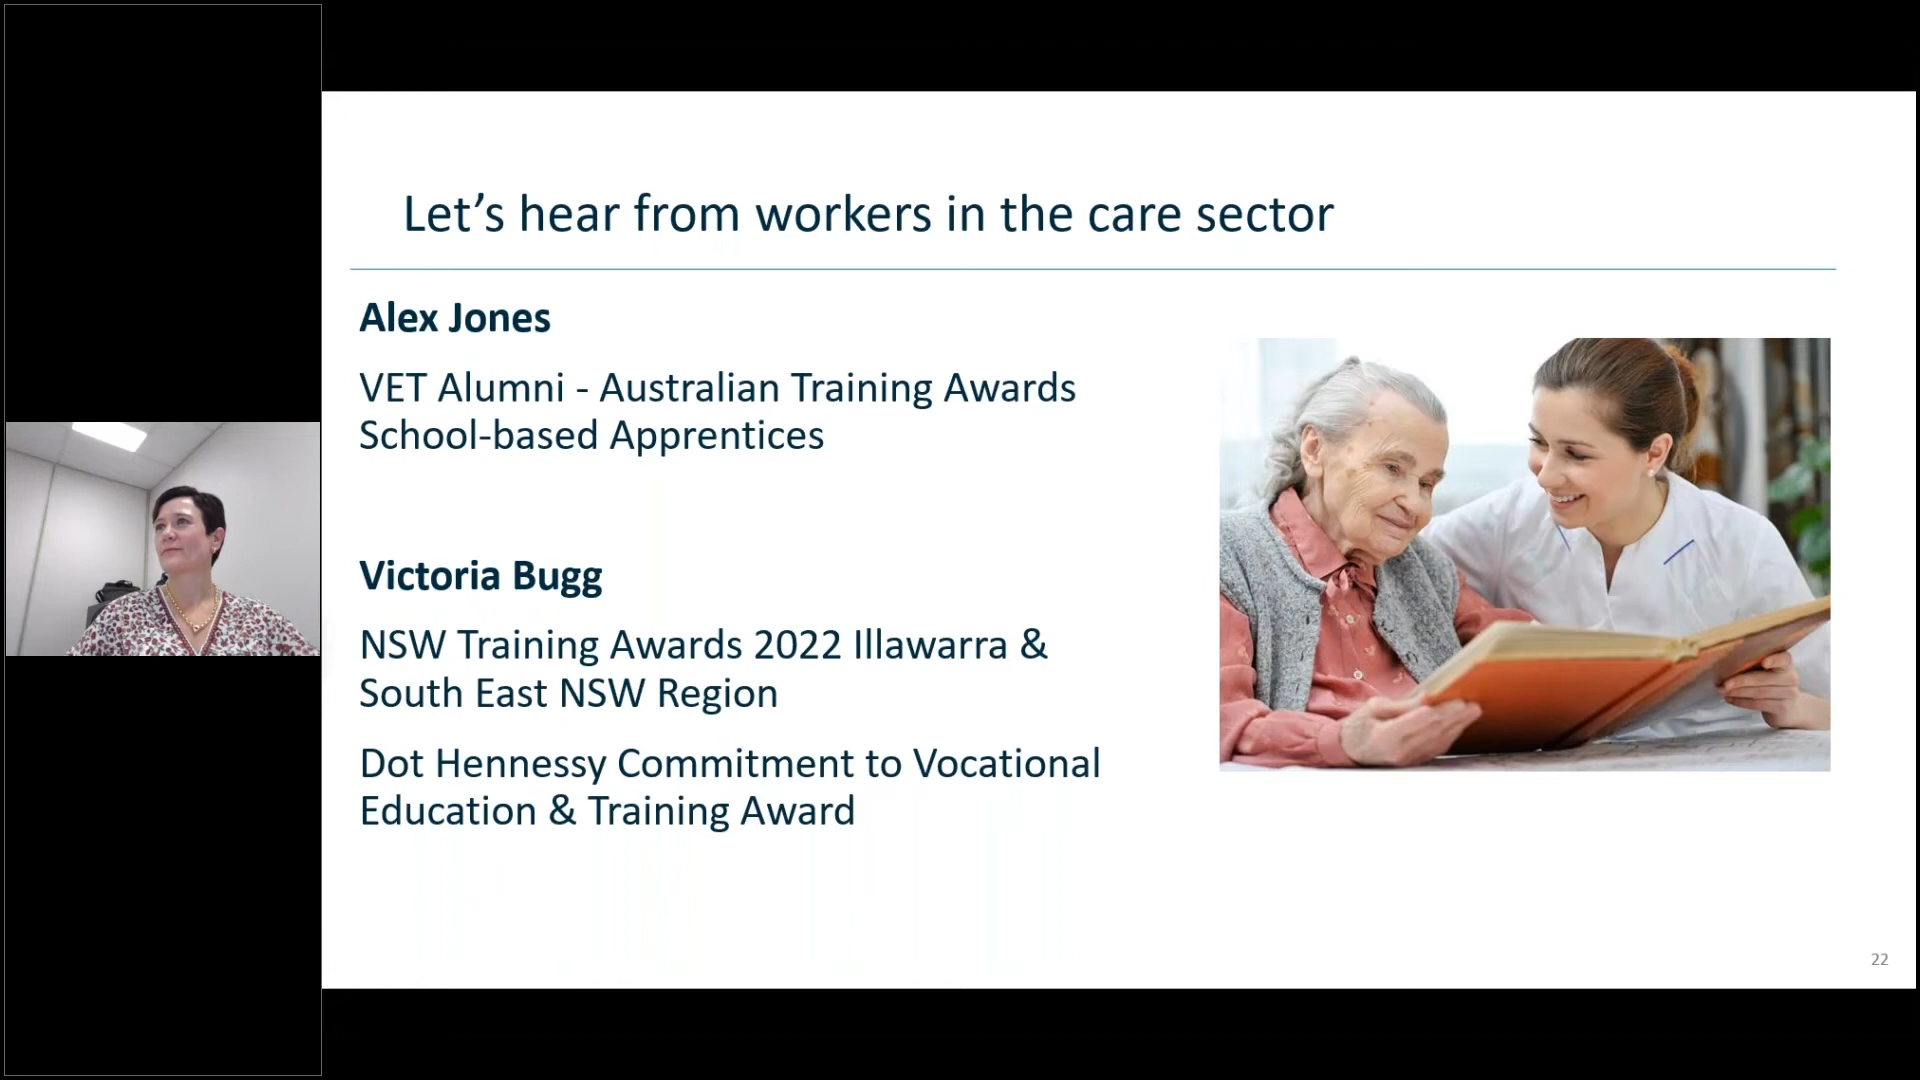 Let’s hear from workers in the care sector
Alex Jones
VET Alumni - Australian Training Awards
School-based Apprentices
Victoria Bugg
NSW Training Awards 2022 Illawarra &
South East NSW Region
Dot Hennessy Commitment to Vocational
Education & Training Award
22